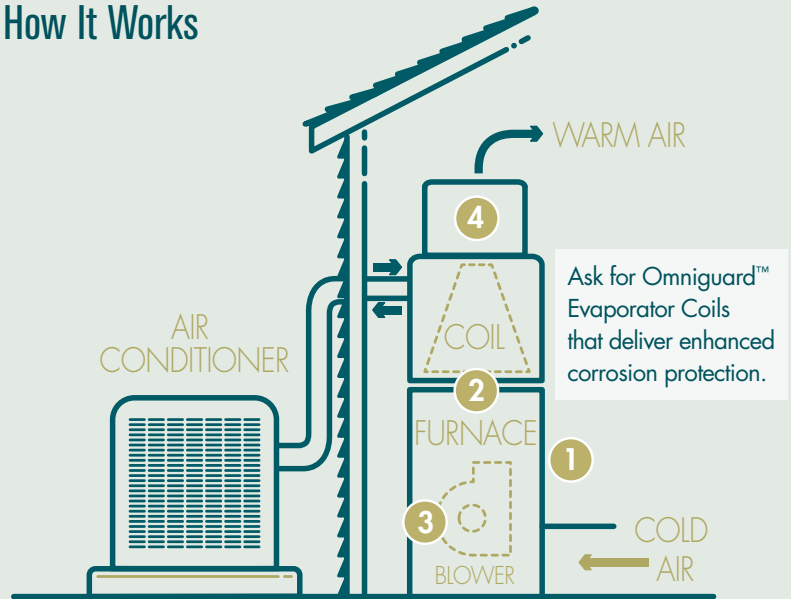 How It Works
WARM AIR
4
Ask for Omniguard™
Evaporator Coils
that deliver enhanced
corrosion protection.
AIR
CONDITIONER
COIL
2
FURNACE
1
3
BLOWER
COLD
AIR